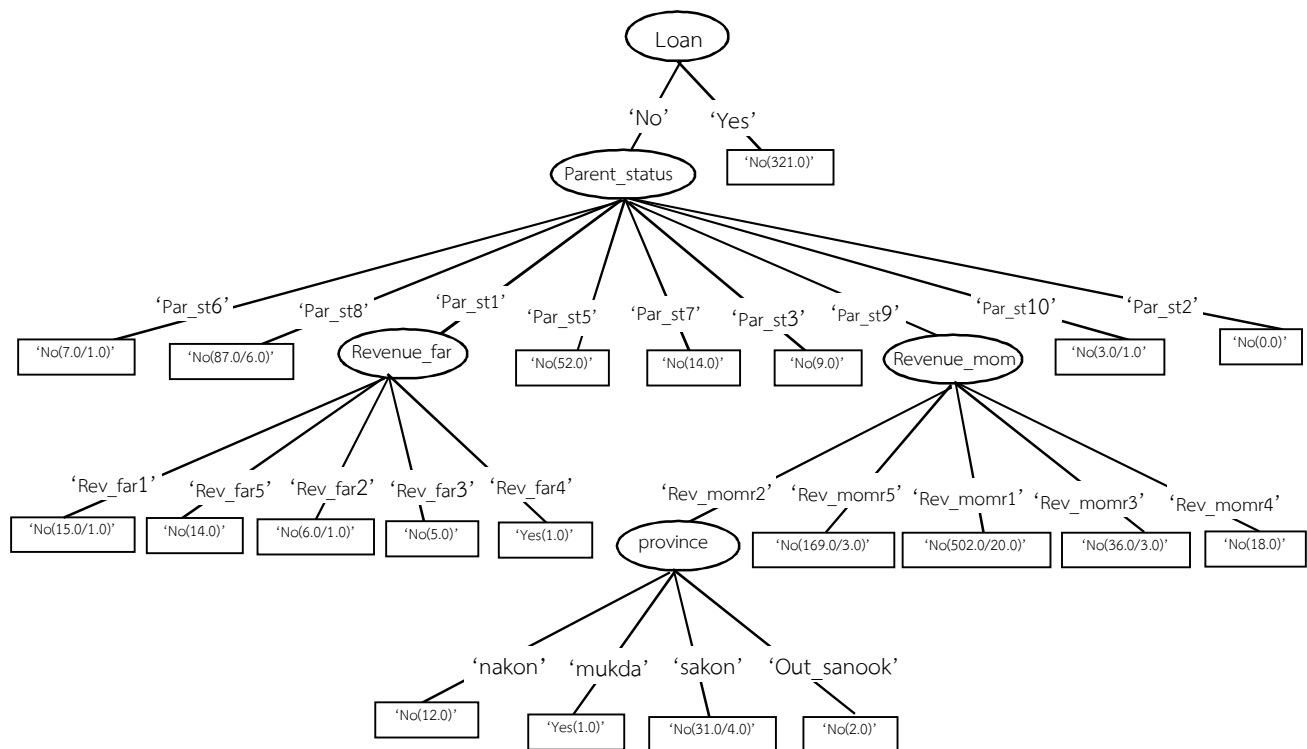 Loan
‘No’ ‘Yes’
Parent_status ‘No(321.0)’
‘Par_st6’ ‘Par_st8’ ‘Par_st1’ ‘Par_st5’ ‘Par_st7’ ‘Par_st3’ ‘Par_st9’ ‘Par_st10’ ‘Par_st2’
‘No(7.0/1.0)’ ‘No(87.0/6.0)’ Revenue_far ‘No(52.0)’ ‘No(14.0)’ ‘No(9.0)’ Revenue_mom ‘No(3.0/1.0’ ‘No(0.0)’
‘Rev_far1’ ‘Rev_far5’ ‘Rev_far2’ ‘Rev_far3’ ‘Rev_far4’ ‘Rev_momr2’ ‘Rev_momr5’ ‘Rev_momr1’ ‘Rev_momr3’ ‘Rev_momr4’
‘No(15.0/1.0)’ ‘No(14.0)’ ‘No(6.0/1.0)’ ‘No(5.0)’ ‘Yes(1.0)’ province ‘No(169.0/3.0)’ ‘No(502.0/20.0)’ ‘No(36.0/3.0)’ ‘No(18.0)’
‘nakon’ ‘mukda’ ‘sakon’ ‘Out_sanook’
‘No(12.0)’ ‘Yes(1.0)’ ‘No(31.0/4.0)’ ‘No(2.0)’